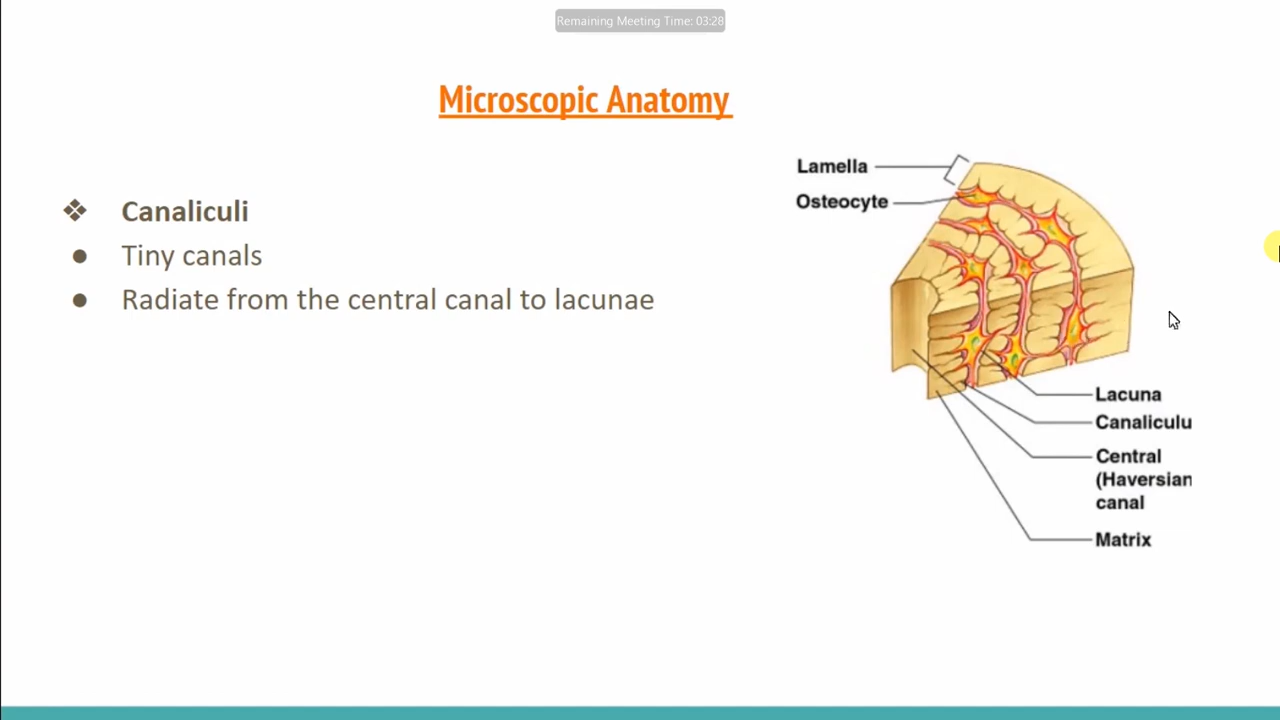 Remaining Meeting Time: 03:28
Microscopic Anatomy
❖ Canaliculi
● Tiny canals
● Radiate from the central canal to lacunae
Lamella
Osteocyte
Lacuna
Canaliculu
Central
(Haversian
canal
Matrix